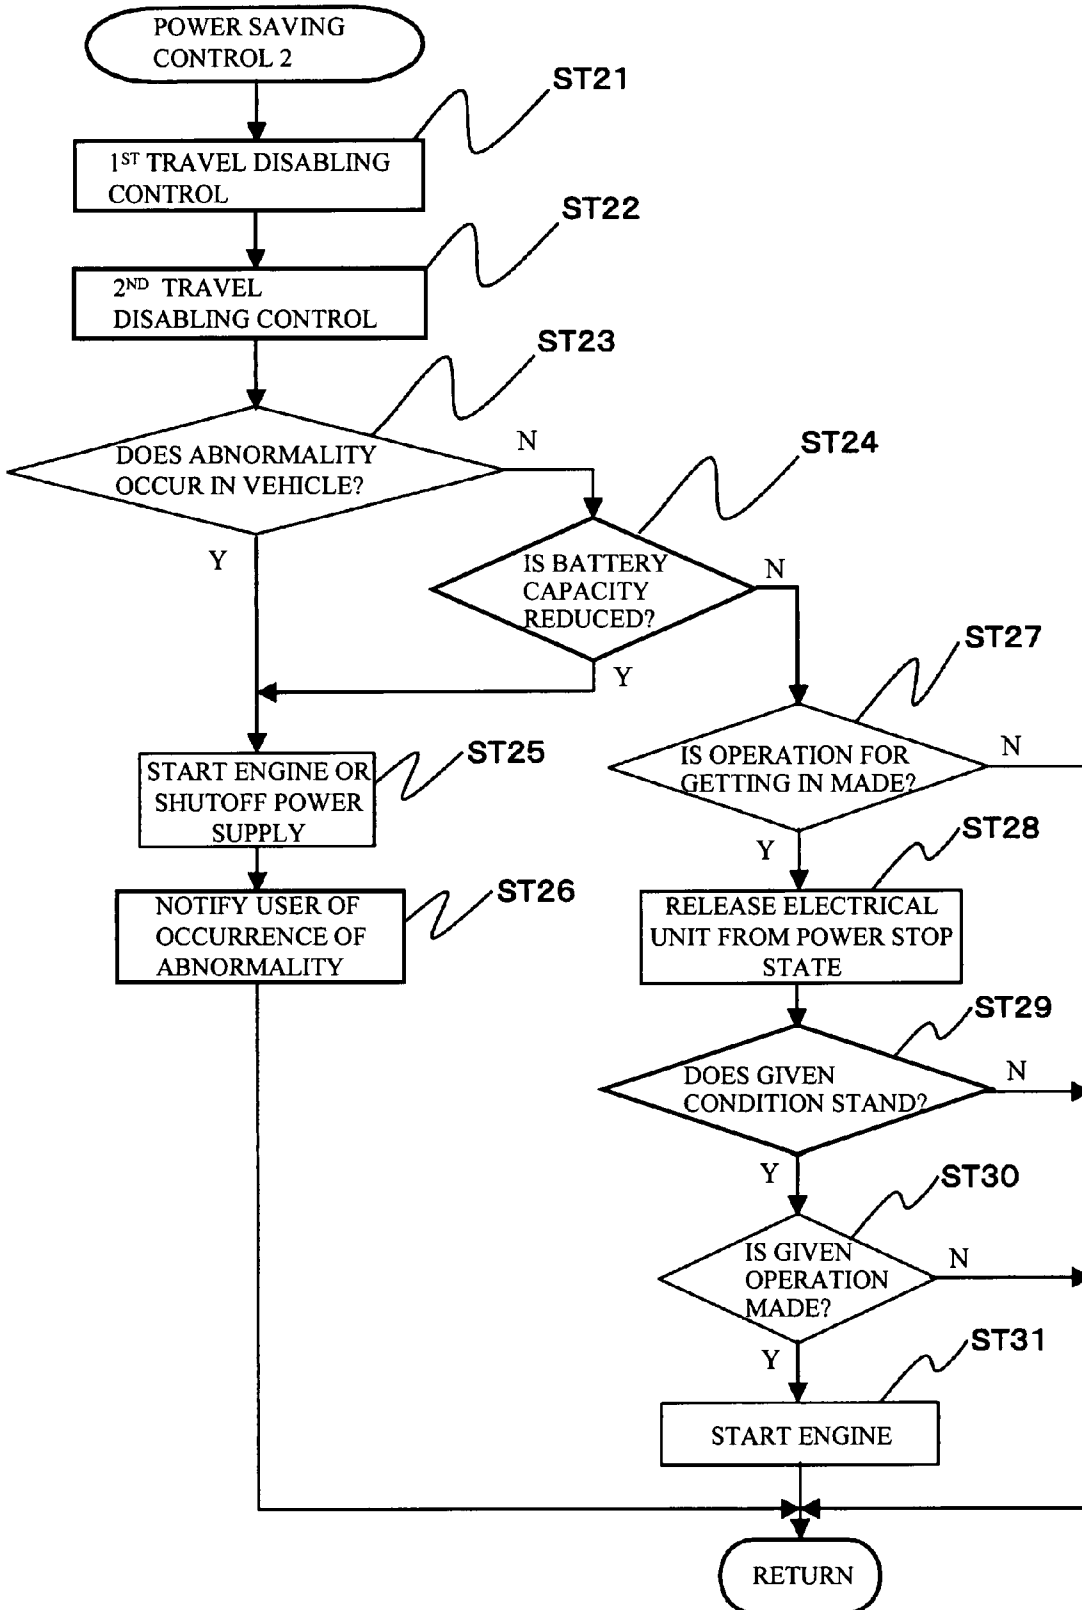 POWER SAVING
CONTROL 2
ST21
1ST TRAVEL DISABLING
CONTROL
ST22
2ND TRAVEL
DISABLING CONTROL
ST23
DOES ABNORMALITY
OCCUR IN VEHICLE?
N
Y
ST24
IS BATTERY
CAPACITY
REDUCED?
N
Y
ST25
START ENGINE OR
SHUTOFF POWER
SUPPLY
ST26
NOTIFY USER OF
OCCURRENCE OF
ABNORMALITY
ST27
IS OPERATION FOR
GETTING IN MADE?
N
Y
ST28
RELEASE ELECTRICAL
UNIT FROM POWER STOP
STATE
ST29
DOES GIVEN
CONDITION STAND?
N
Y
ST30
IS GIVEN
OPERATION
MADE?
N
Y
ST31
START ENGINE
RETURN